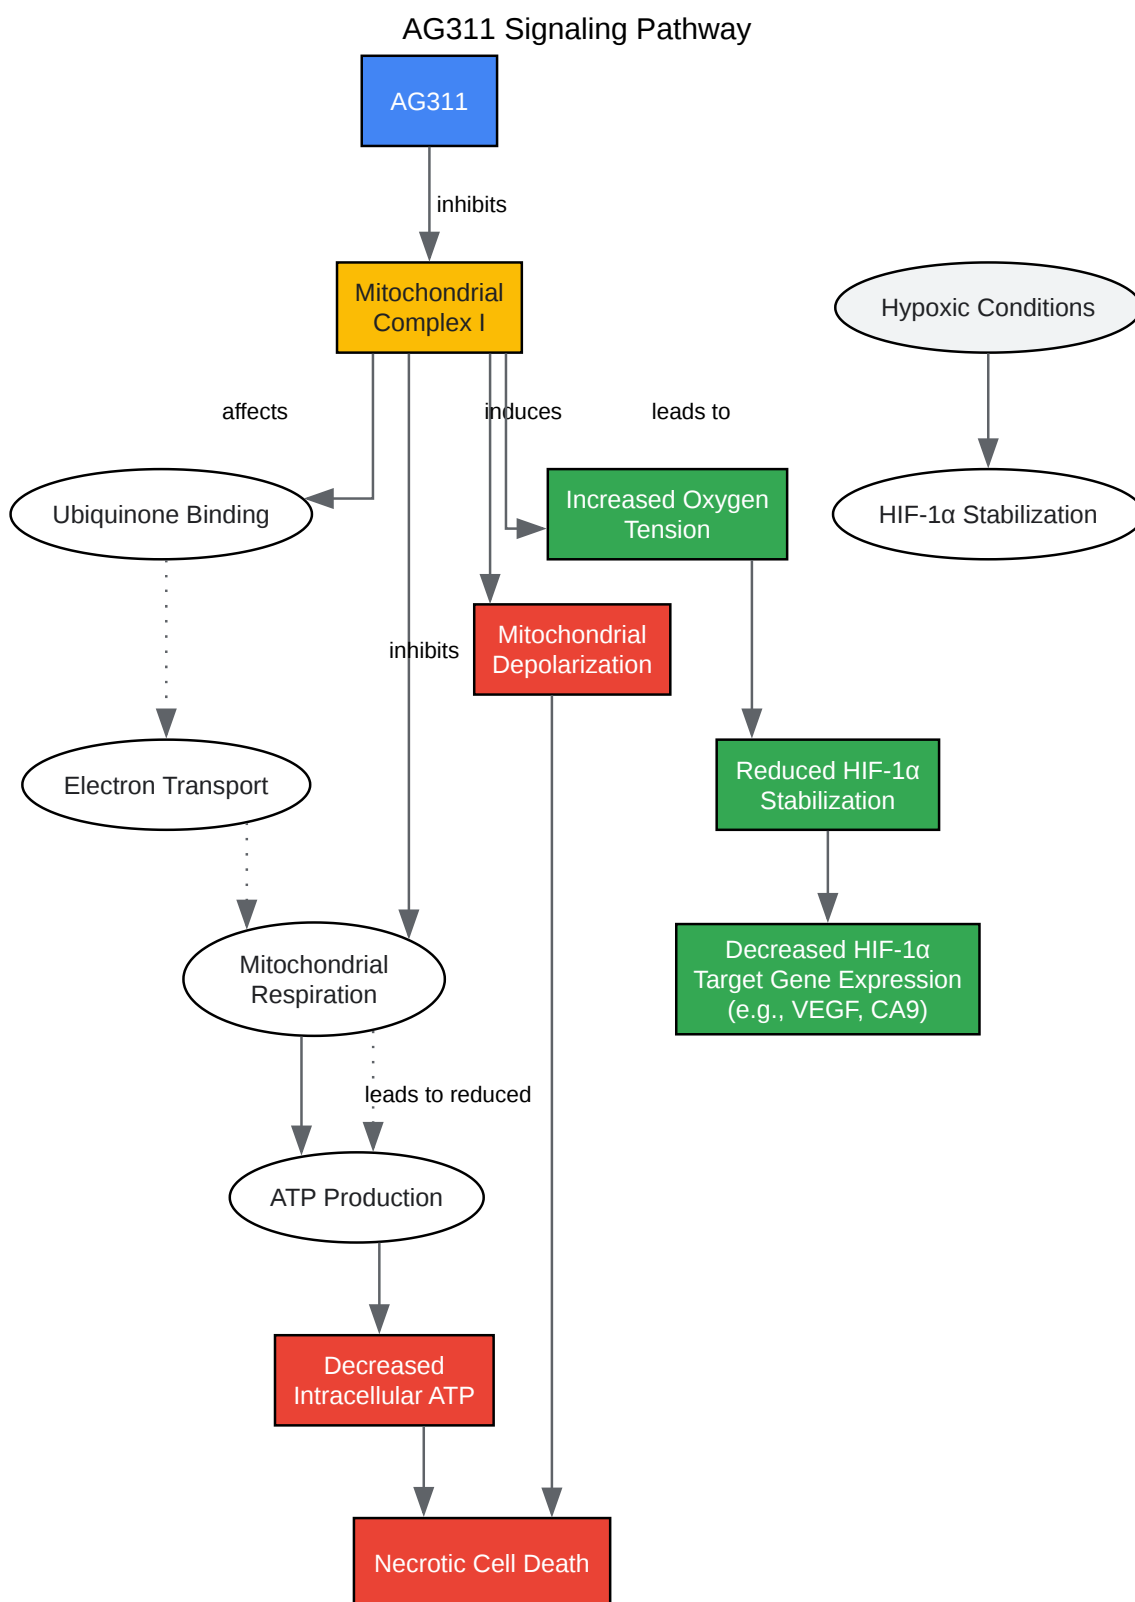 AG311 Signaling Pathway
AG311
inhibits
Mitochondrial
Complex I
Hypoxic Conditions
affects
induces
leads to
Ubiquinone Binding
Increased Oxygen
Tension
HIF-1α Stabilization
inhibits
Mitochondrial
Depolarization
Electron Transport
Reduced HIF-1α
Stabilization
Mitochondrial
Respiration
Decreased HIF-1α
Target Gene Expression
(e.g., VEGF, CA9)
leads to reduced
ATP Production
Decreased
Intracellular ATP
Necrotic Cell Death